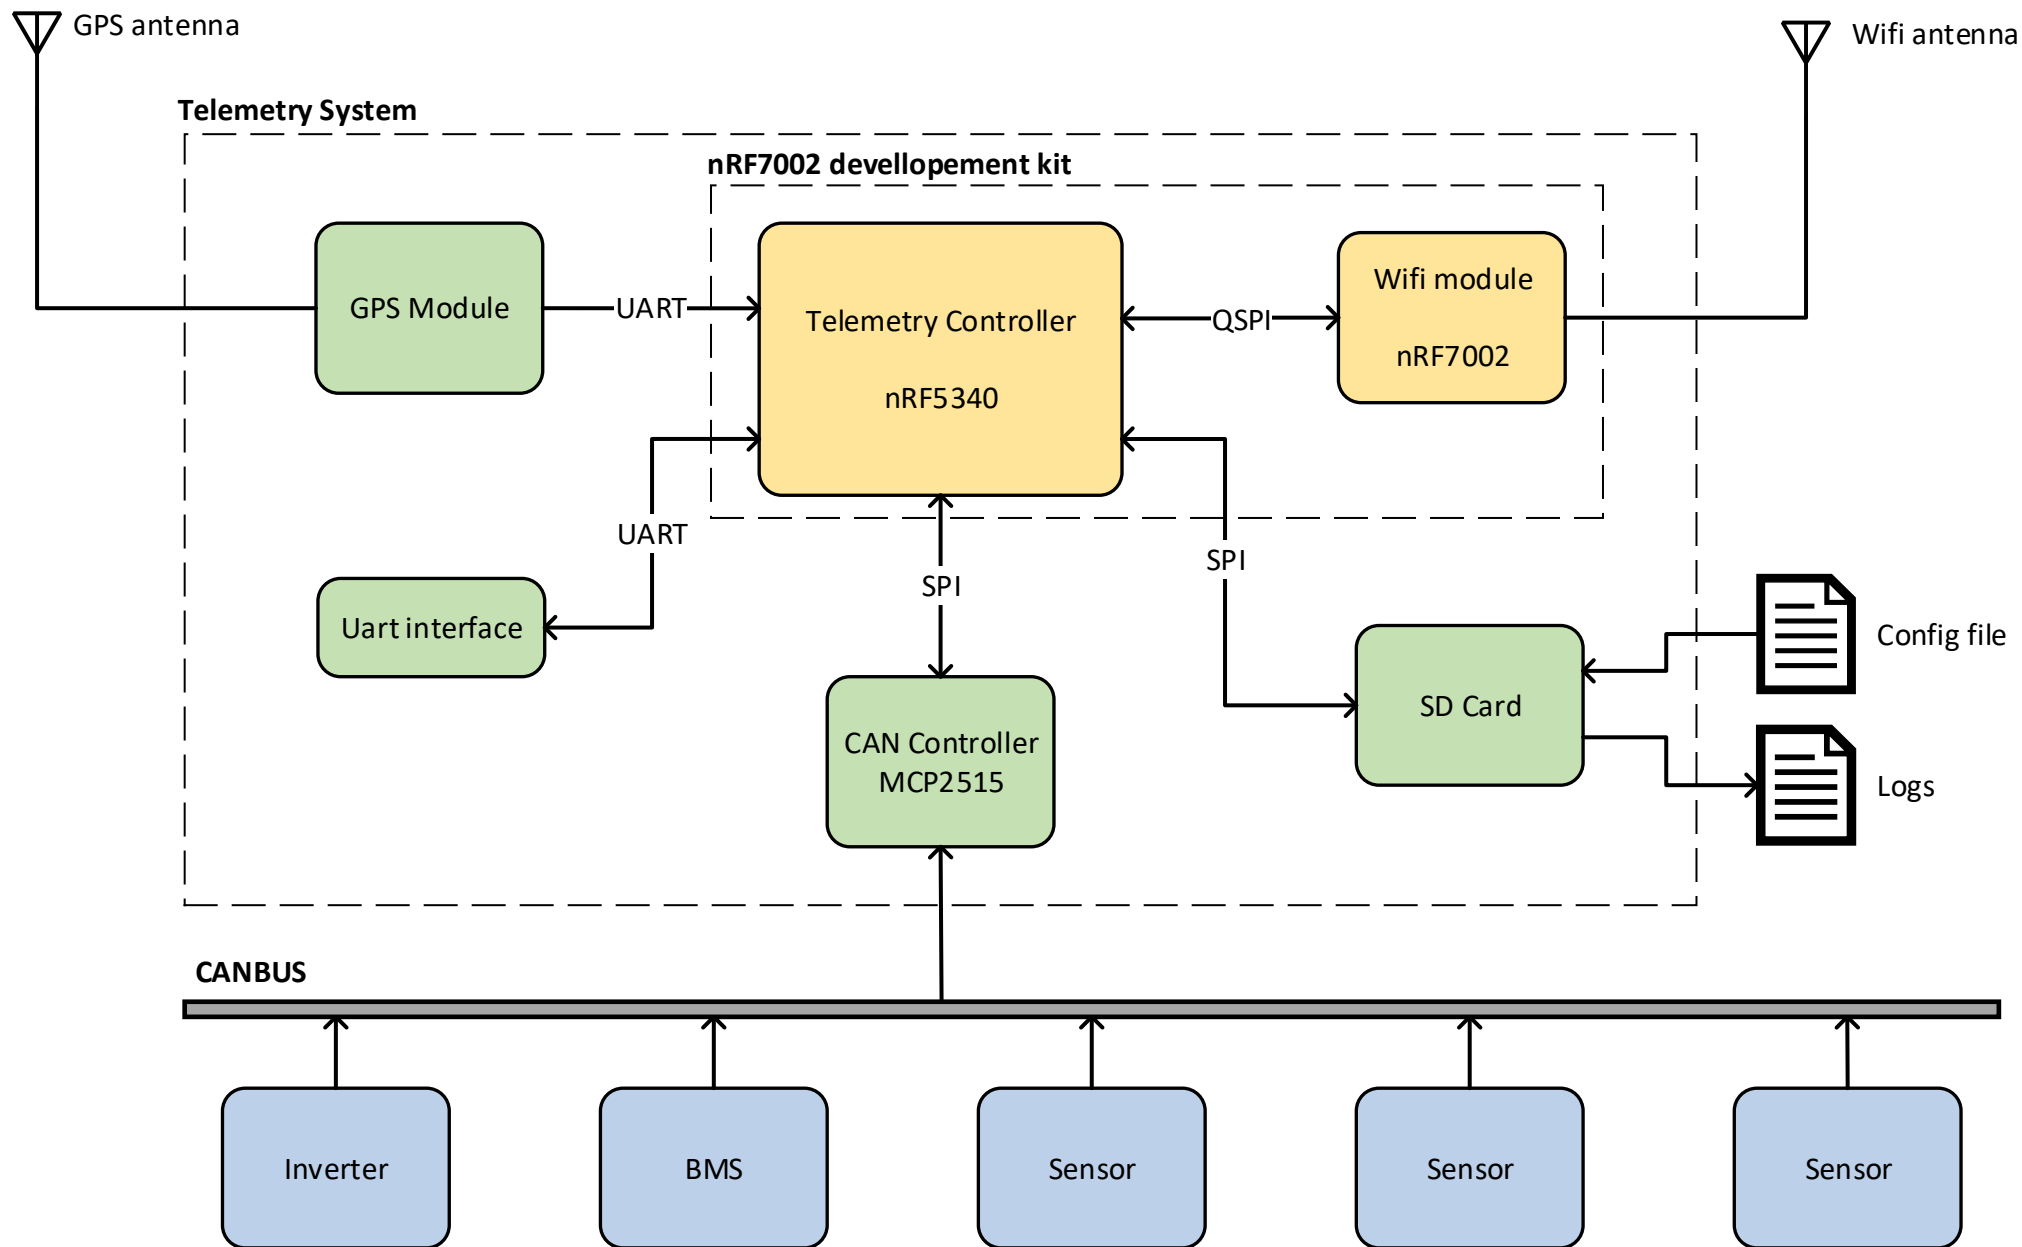 GPS antenna
Wifi antenna
Telemetry System
nRF7002 devellopement kit
GPS Module
UART
Telemetry Controller
nRF5340
QSPI
Wifi module
nRF7002
UART
SPI
SPI
Uart interface
CAN Controller
MCP2515
SD Card
Config file
Logs
CANBUS
Inverter
BMS
Sensor
Sensor
Sensor